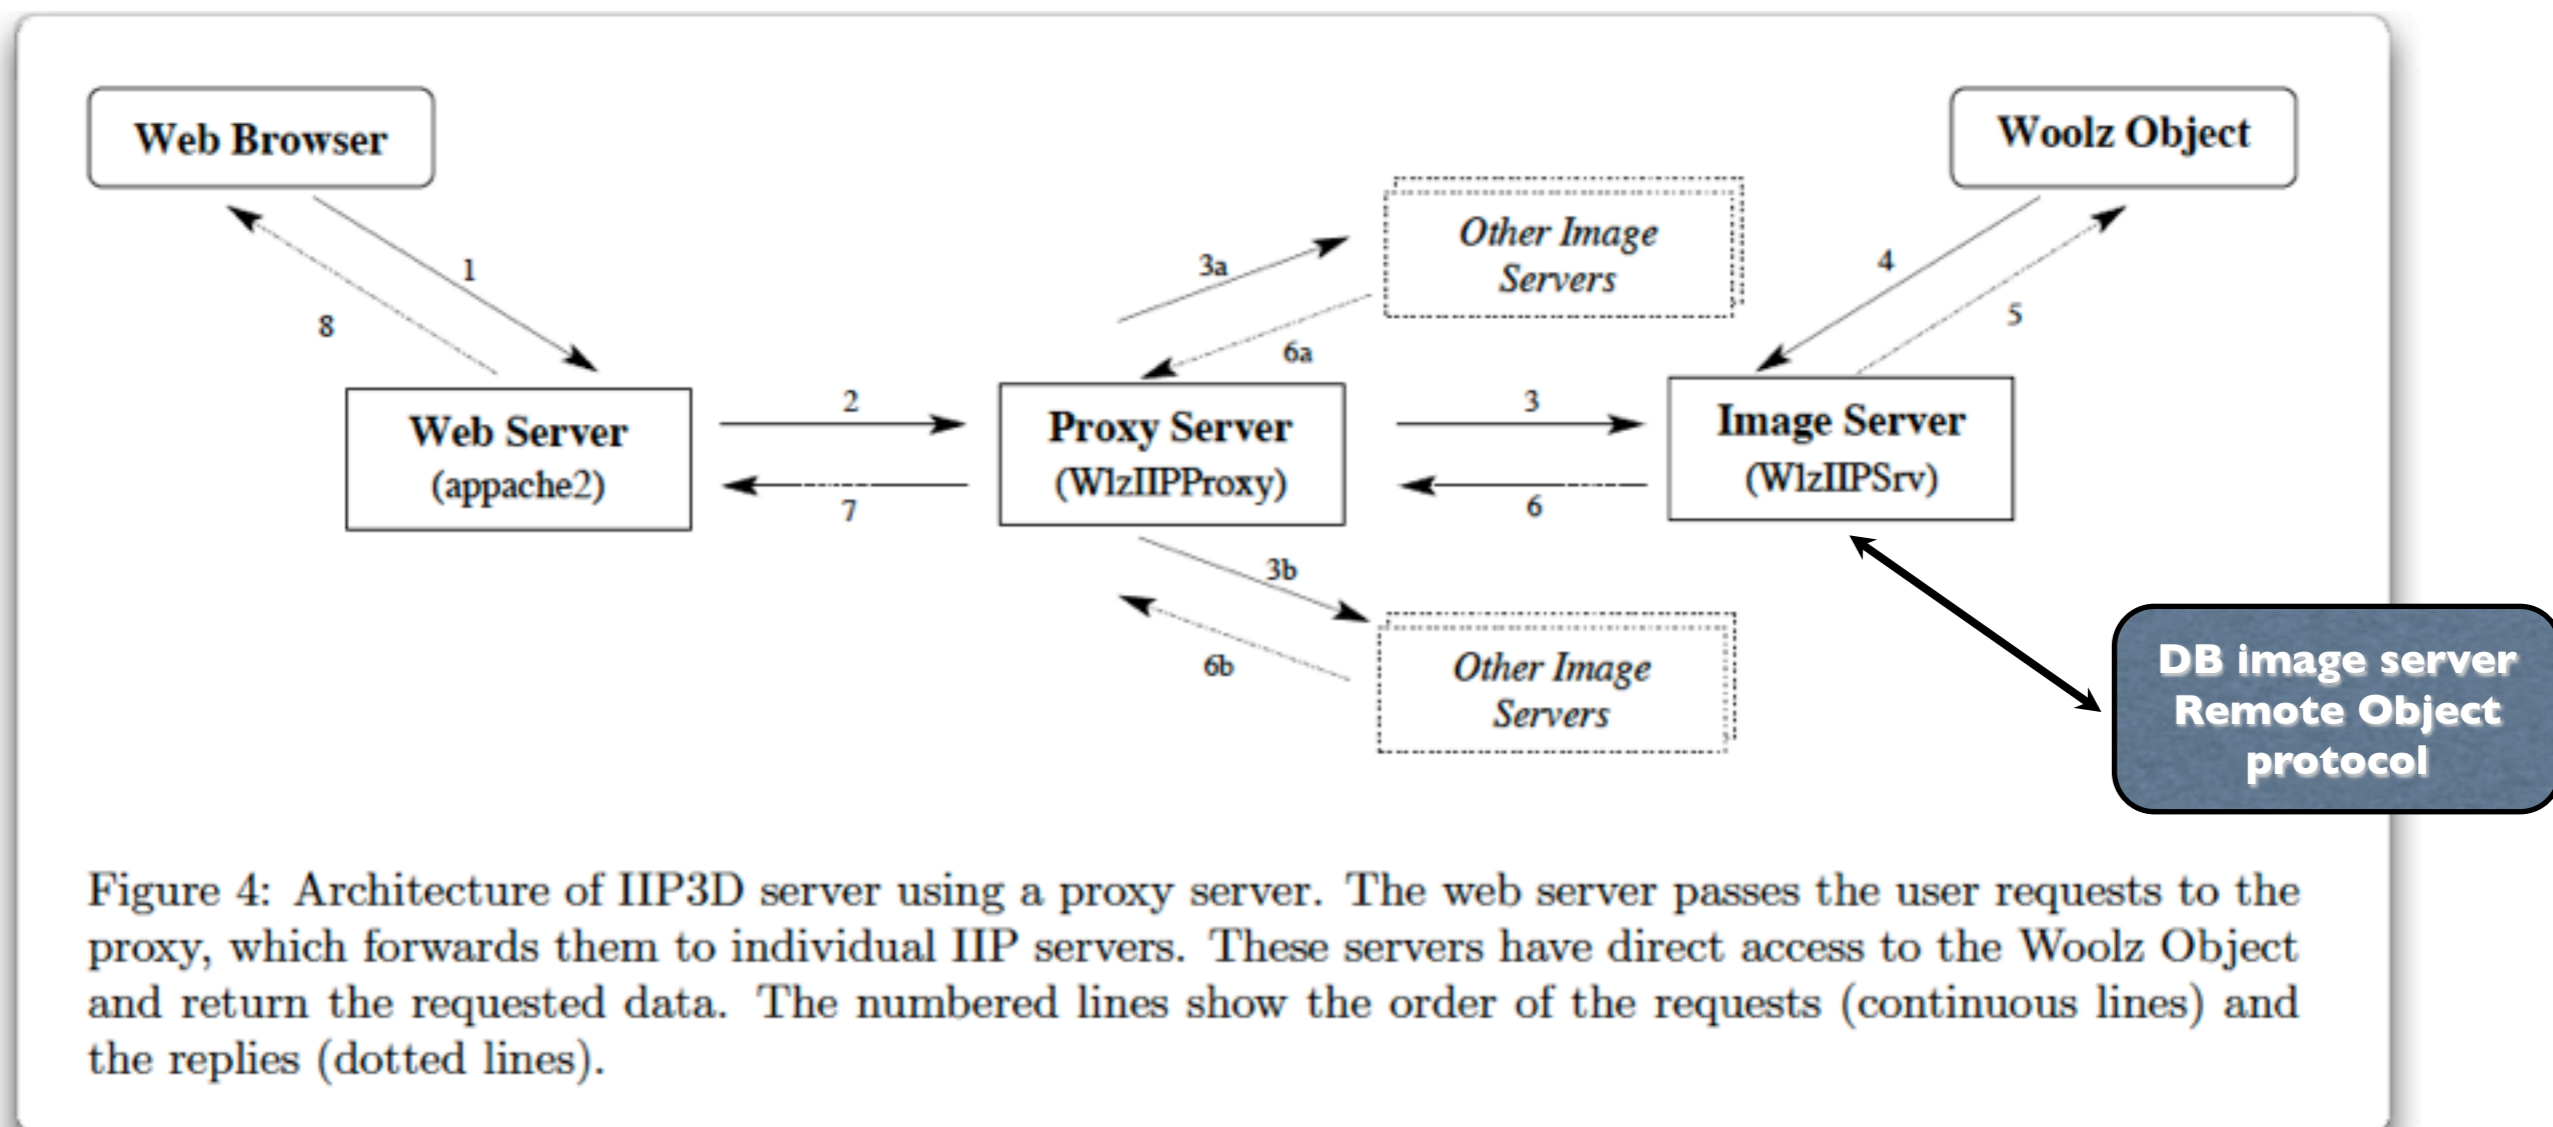 Web Browser
Woolz Object
Other Image
Servers
3a
1
4
8
5
6a
Web Server
(appache2)
2
7
Proxy Server
(WlzIIPProxy)
3
6
Image Server
(WlzIIPSrv)
3b
6b
Other Image
Servers
DB image server
Remote Object
protocol
Figure 4: Architecture of IIP3D server using a proxy server. The web server passes the user requests to the
proxy, which forwards them to individual IIP servers. These servers have direct access to the Woolz Object
and return the requested data. The numbered lines show the order of the requests (continuous lines) and
the replies (dotted lines).